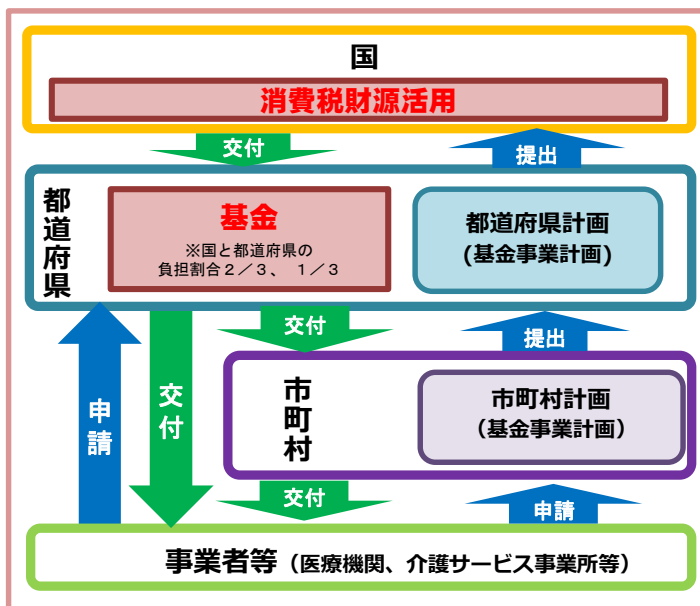 国
消費税財源活用
交付
提出
都道府県
基金
※国と都道府県の
負担割合2/3、 1/3
都道府県計画
(基金事業計画)
申請
交付
交付
提出
市町村
市町村計画
（基金事業計画）
交付
申請
事業者等（医療機関、介護サービス事業所等）